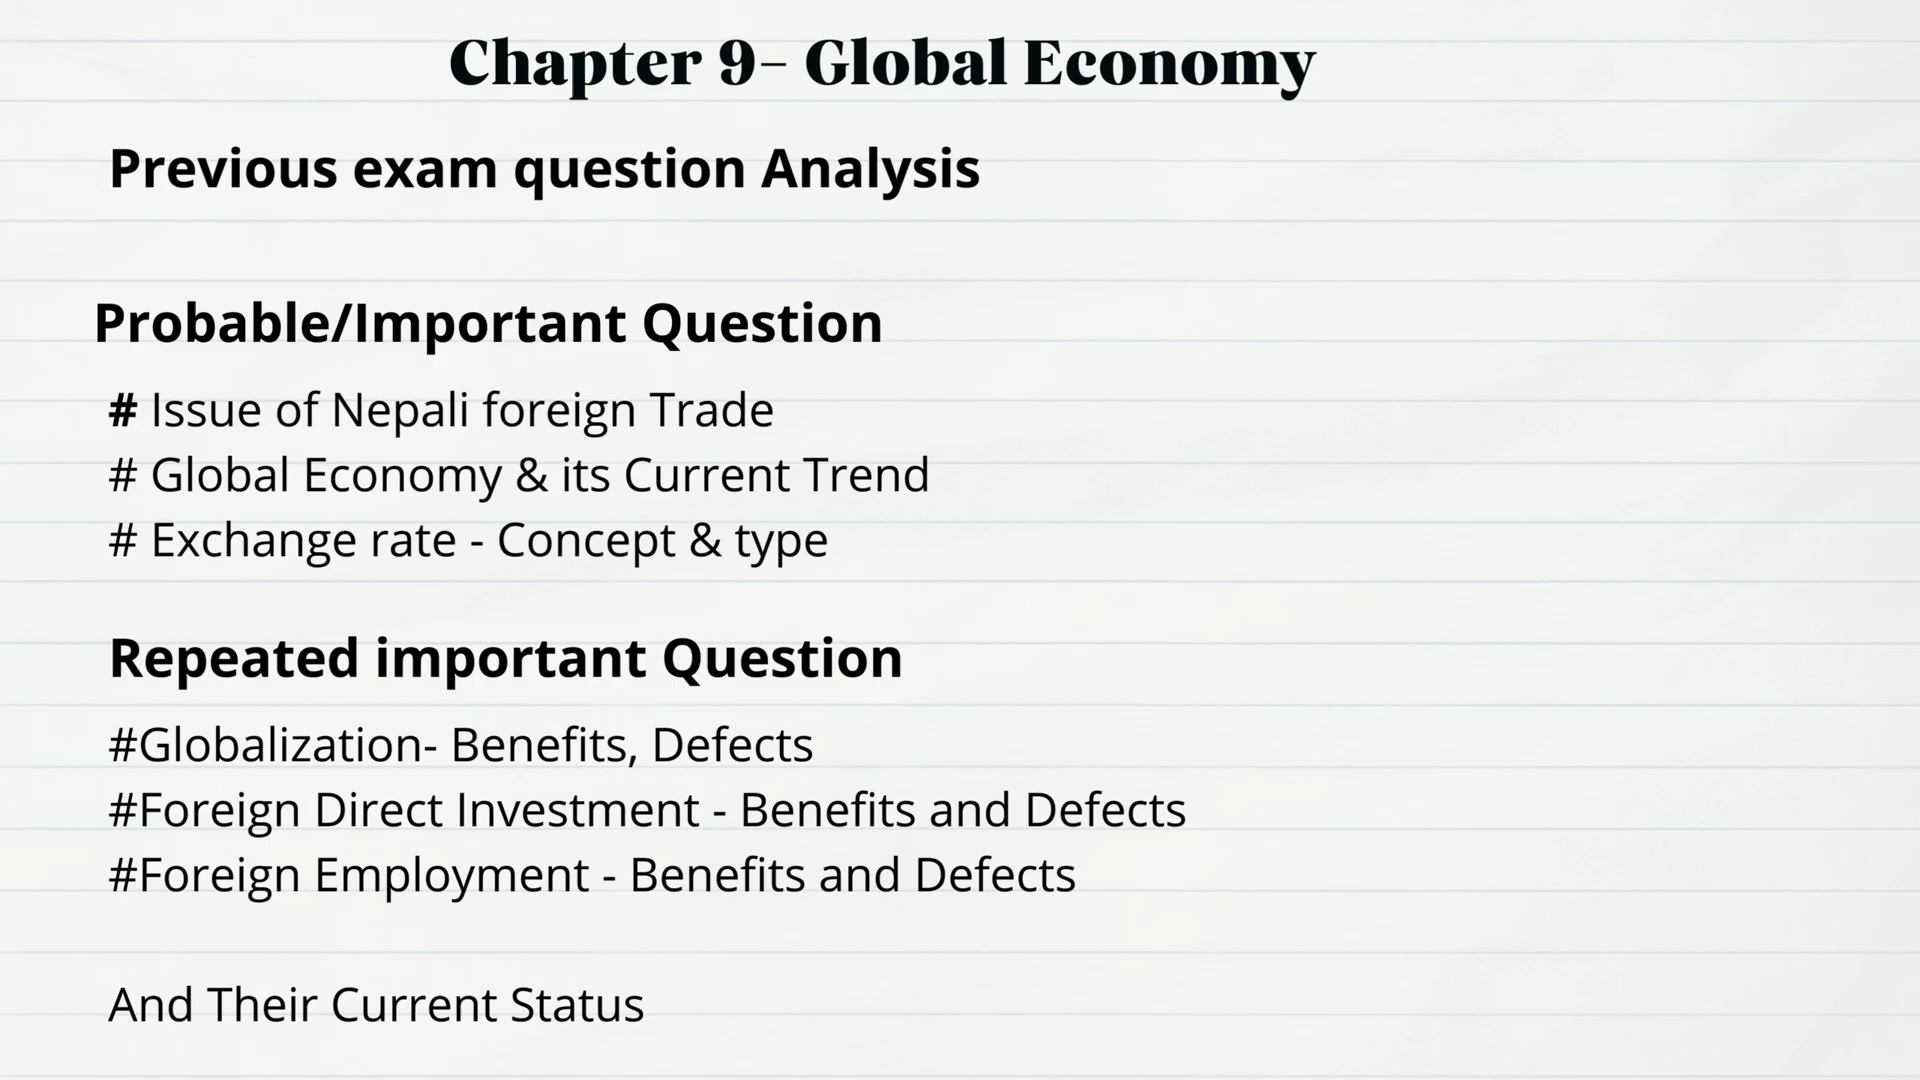 Chapter 9- Global Economy
Previous exam question Analysis
Probable/Important Question
# Issue of Nepali foreign Trade
# Global Economy & its Current Trend
# Exchange rate - Concept & type
Repeated important Question
#Globalization- Benefits, Defects
#Foreign Direct Investment - Benefits and Defects
#Foreign Employment - Benefits and Defects
And Their Current Status